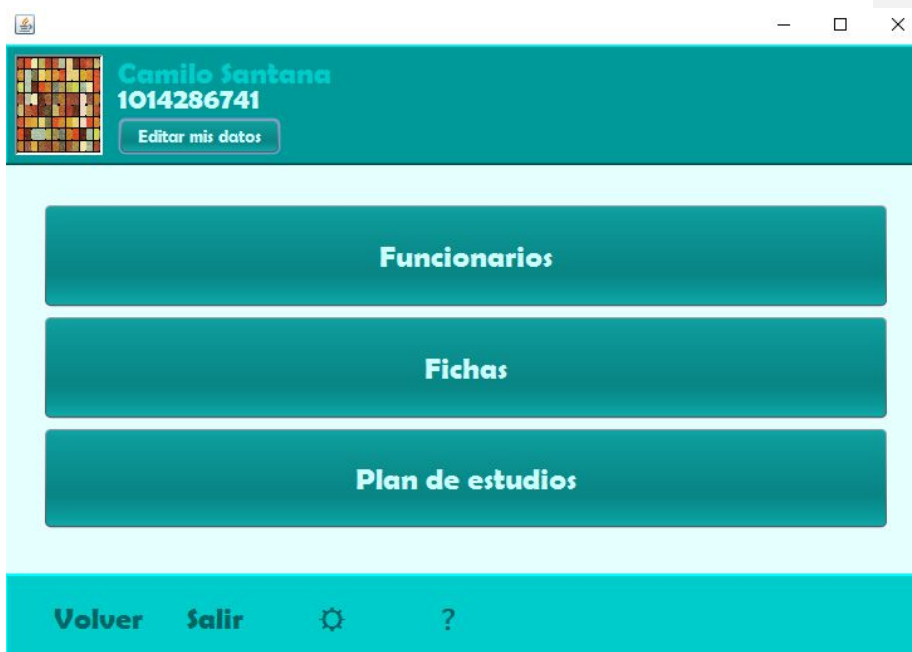 Camilo Santana
1014286741
Editar mis datos
Funcionarios
Fichas
Plan de estudios
Volver Salir ?